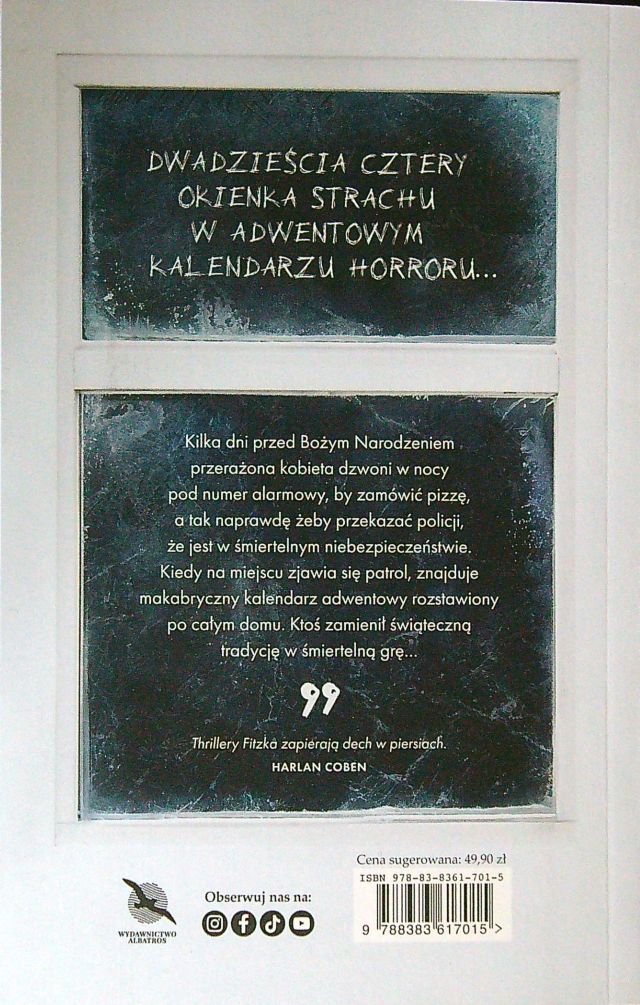 DWADZIEŚCIA CZTERY
OKIENKA STRACHU
W ADWENTOWYM
KALENDARZU HORRORU...
Kilka dni przed Bożym Narodzeniem
przerażona kobieta dzwoni w nocy
pod numer alarmowy, by zamówić pizzę,
a tak naprawdę żeby przekazać policji,
że jest w śmiertelnym niebezpieczeństwie.
Kiedy na miejscu zjawia się patrol, znajduje
makabryczny kalendarz adwentowy rozstawiony
po całym domu. Ktoś zamienił świąteczną
tradycję w śmiertelną grę...
”
Thrillery Fitzka zapierają dech w piersiach.
HARLAN COBEN
WYDAWNICTWO
ALBATROS
Obserwuj nas na:
Cena sugerowana: 49,90 zł
ISBN 978-83-8361-701-5
9 788383 617015 >